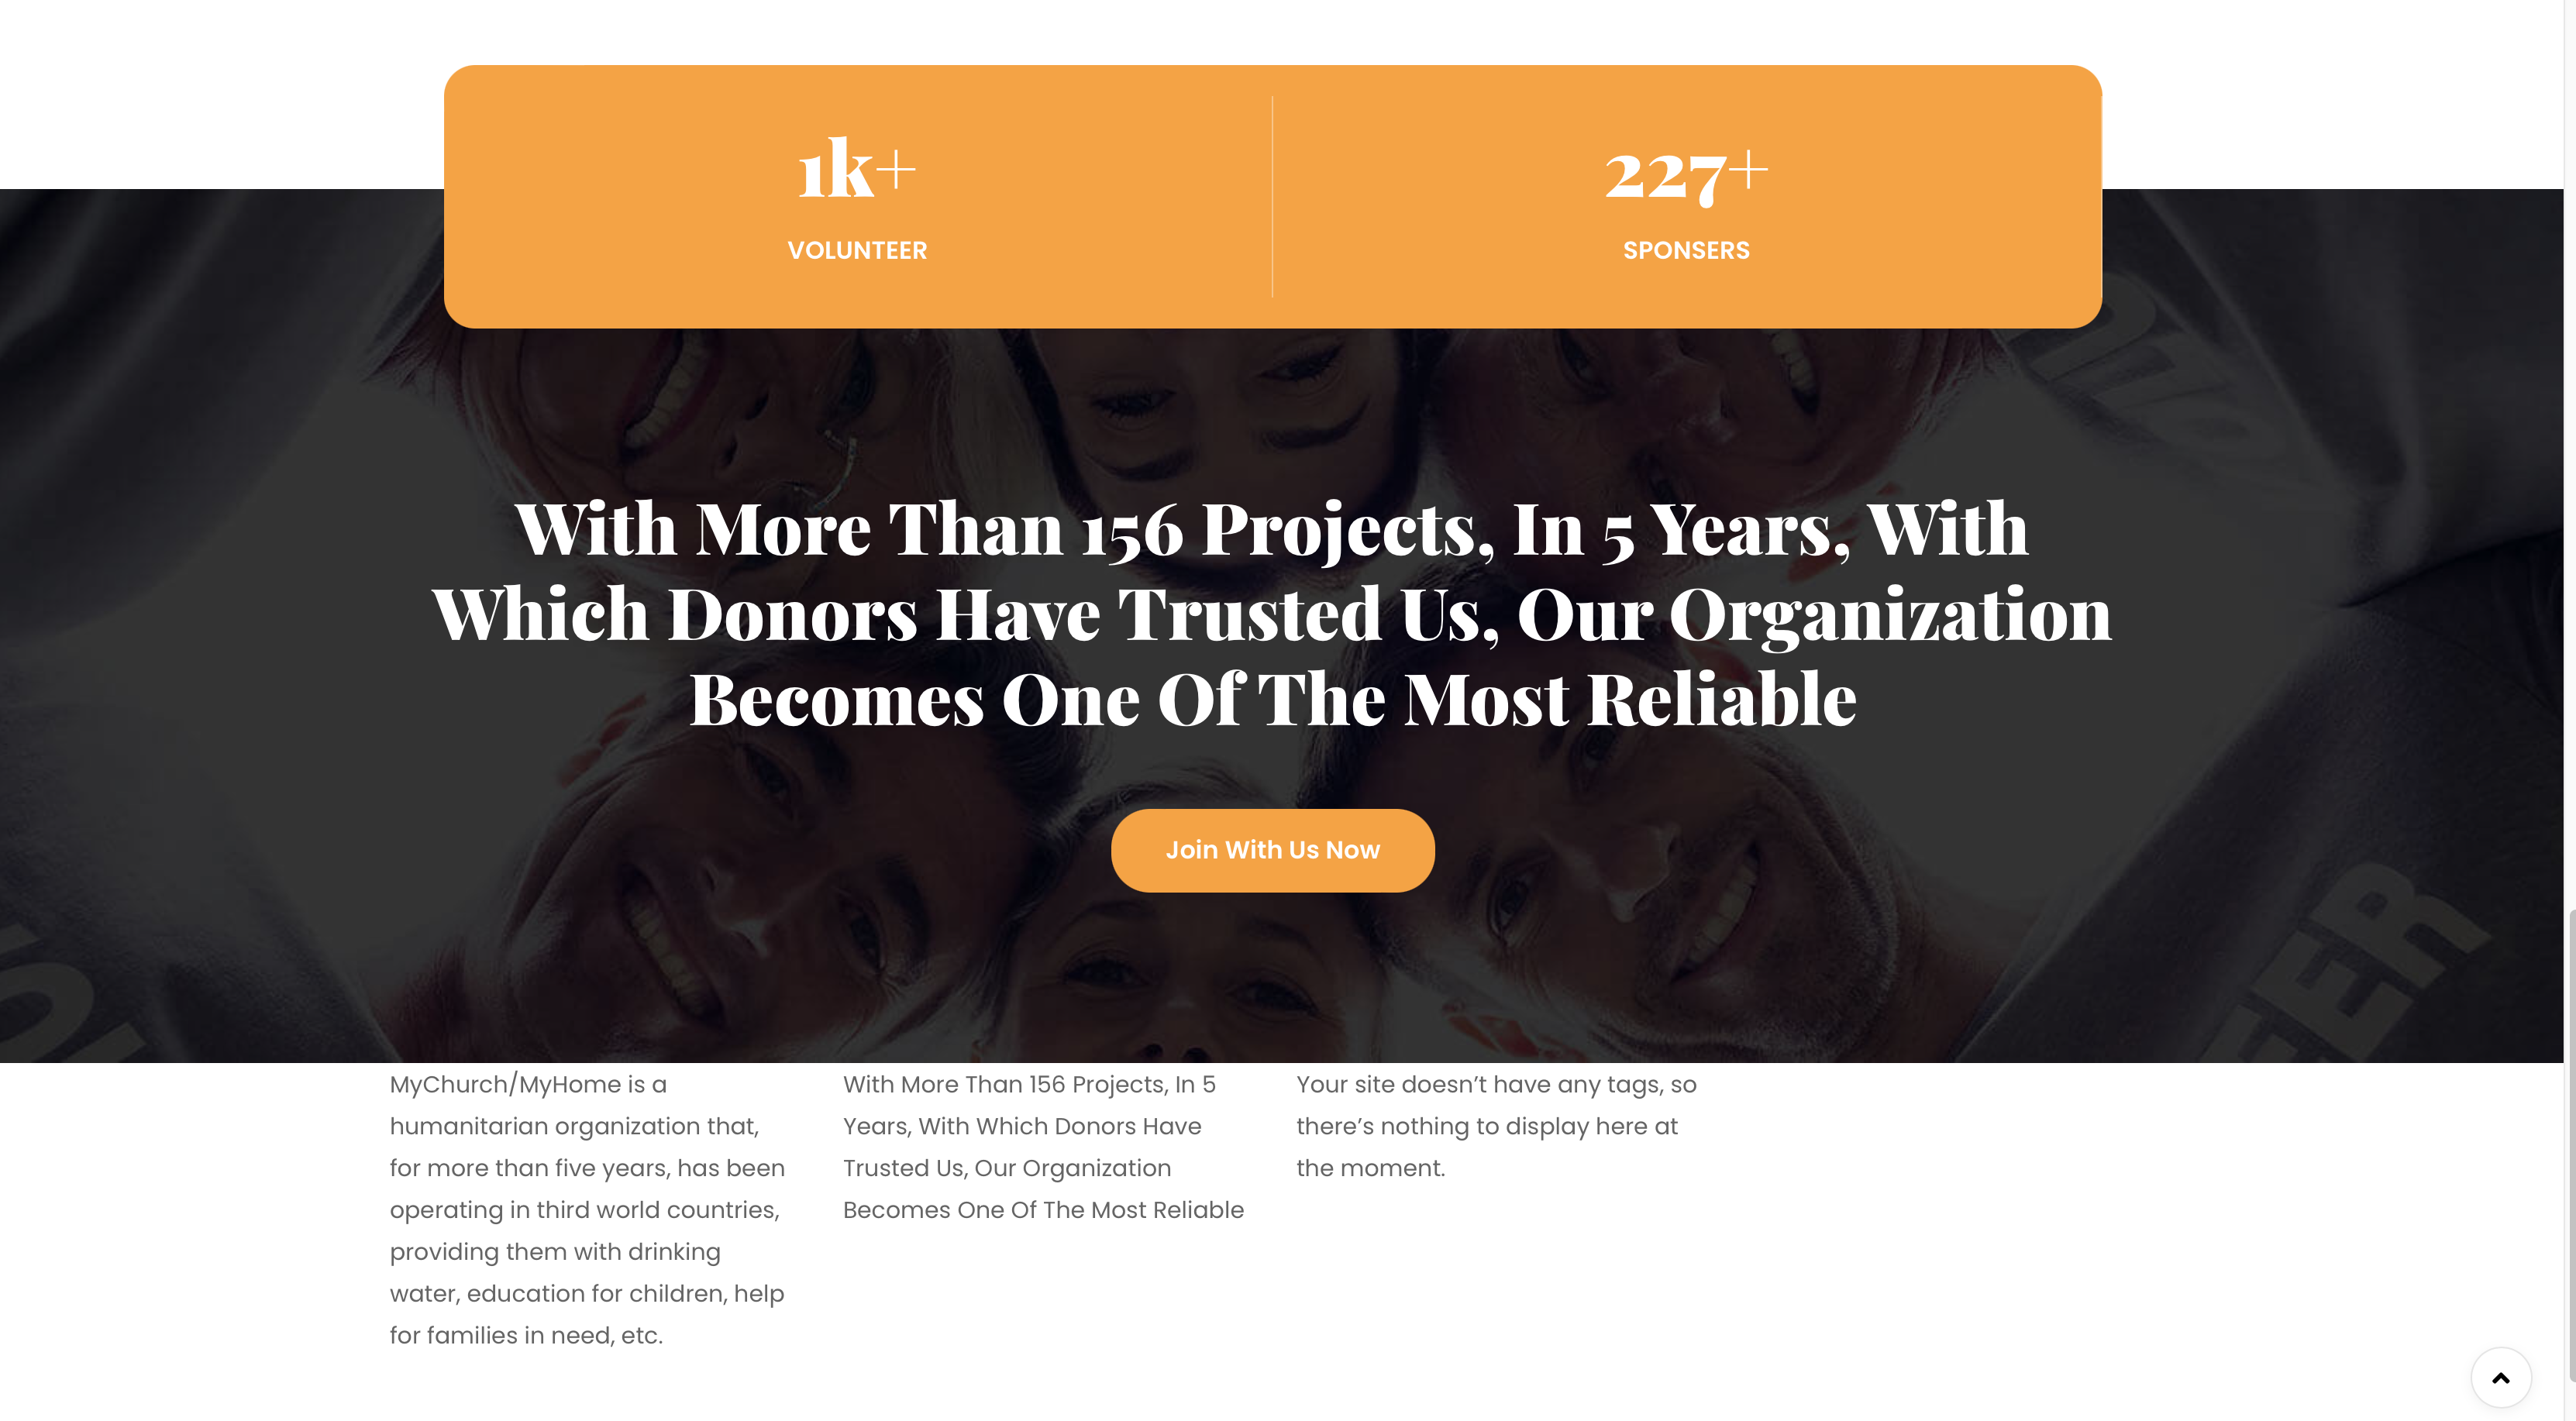 1k+
VOLUNTEER
227+
SPONSERS
With More Than 156 Projects, In 5 Years, With
Which Donors Have Trusted Us, Our Organization
Becomes One Of The Most Reliable
Join With Us Now
ER
MyChurch/MyHome is a
humanitarian organization that,
for more than five years, has been
operating in third world countries,
providing them with drinking
water, education for children, help
for families in need, etc.
With More Than 156 Projects, In 5
Years, With Which Donors Have
Trusted Us, Our Organization
Becomes One Of The Most Reliable
Your site doesn’t have any tags, so
there’s nothing to display here at
the moment.